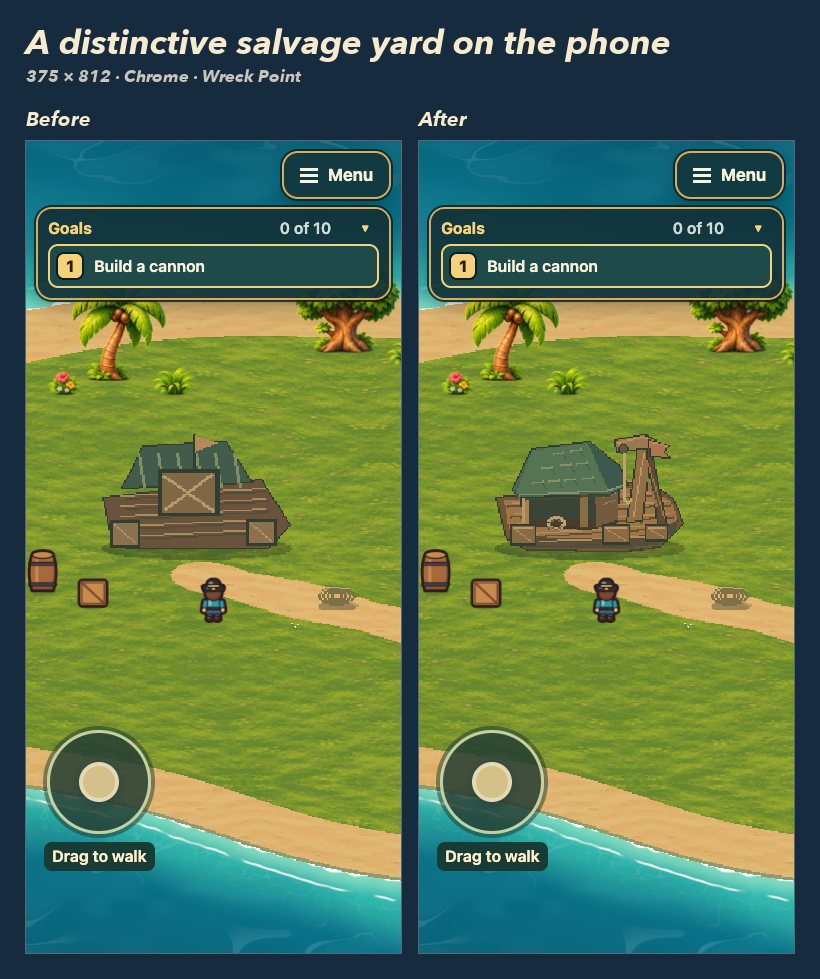 A distinctive salvage yard on the phone
375 × 812 · Chrome · Wreck Point
Before
After
Menu
Goals 0 of 10 ▼
1 Build a cannon
Drag to walk
Menu
Goals 0 of 10 ▼
1 Build a cannon
Drag to walk